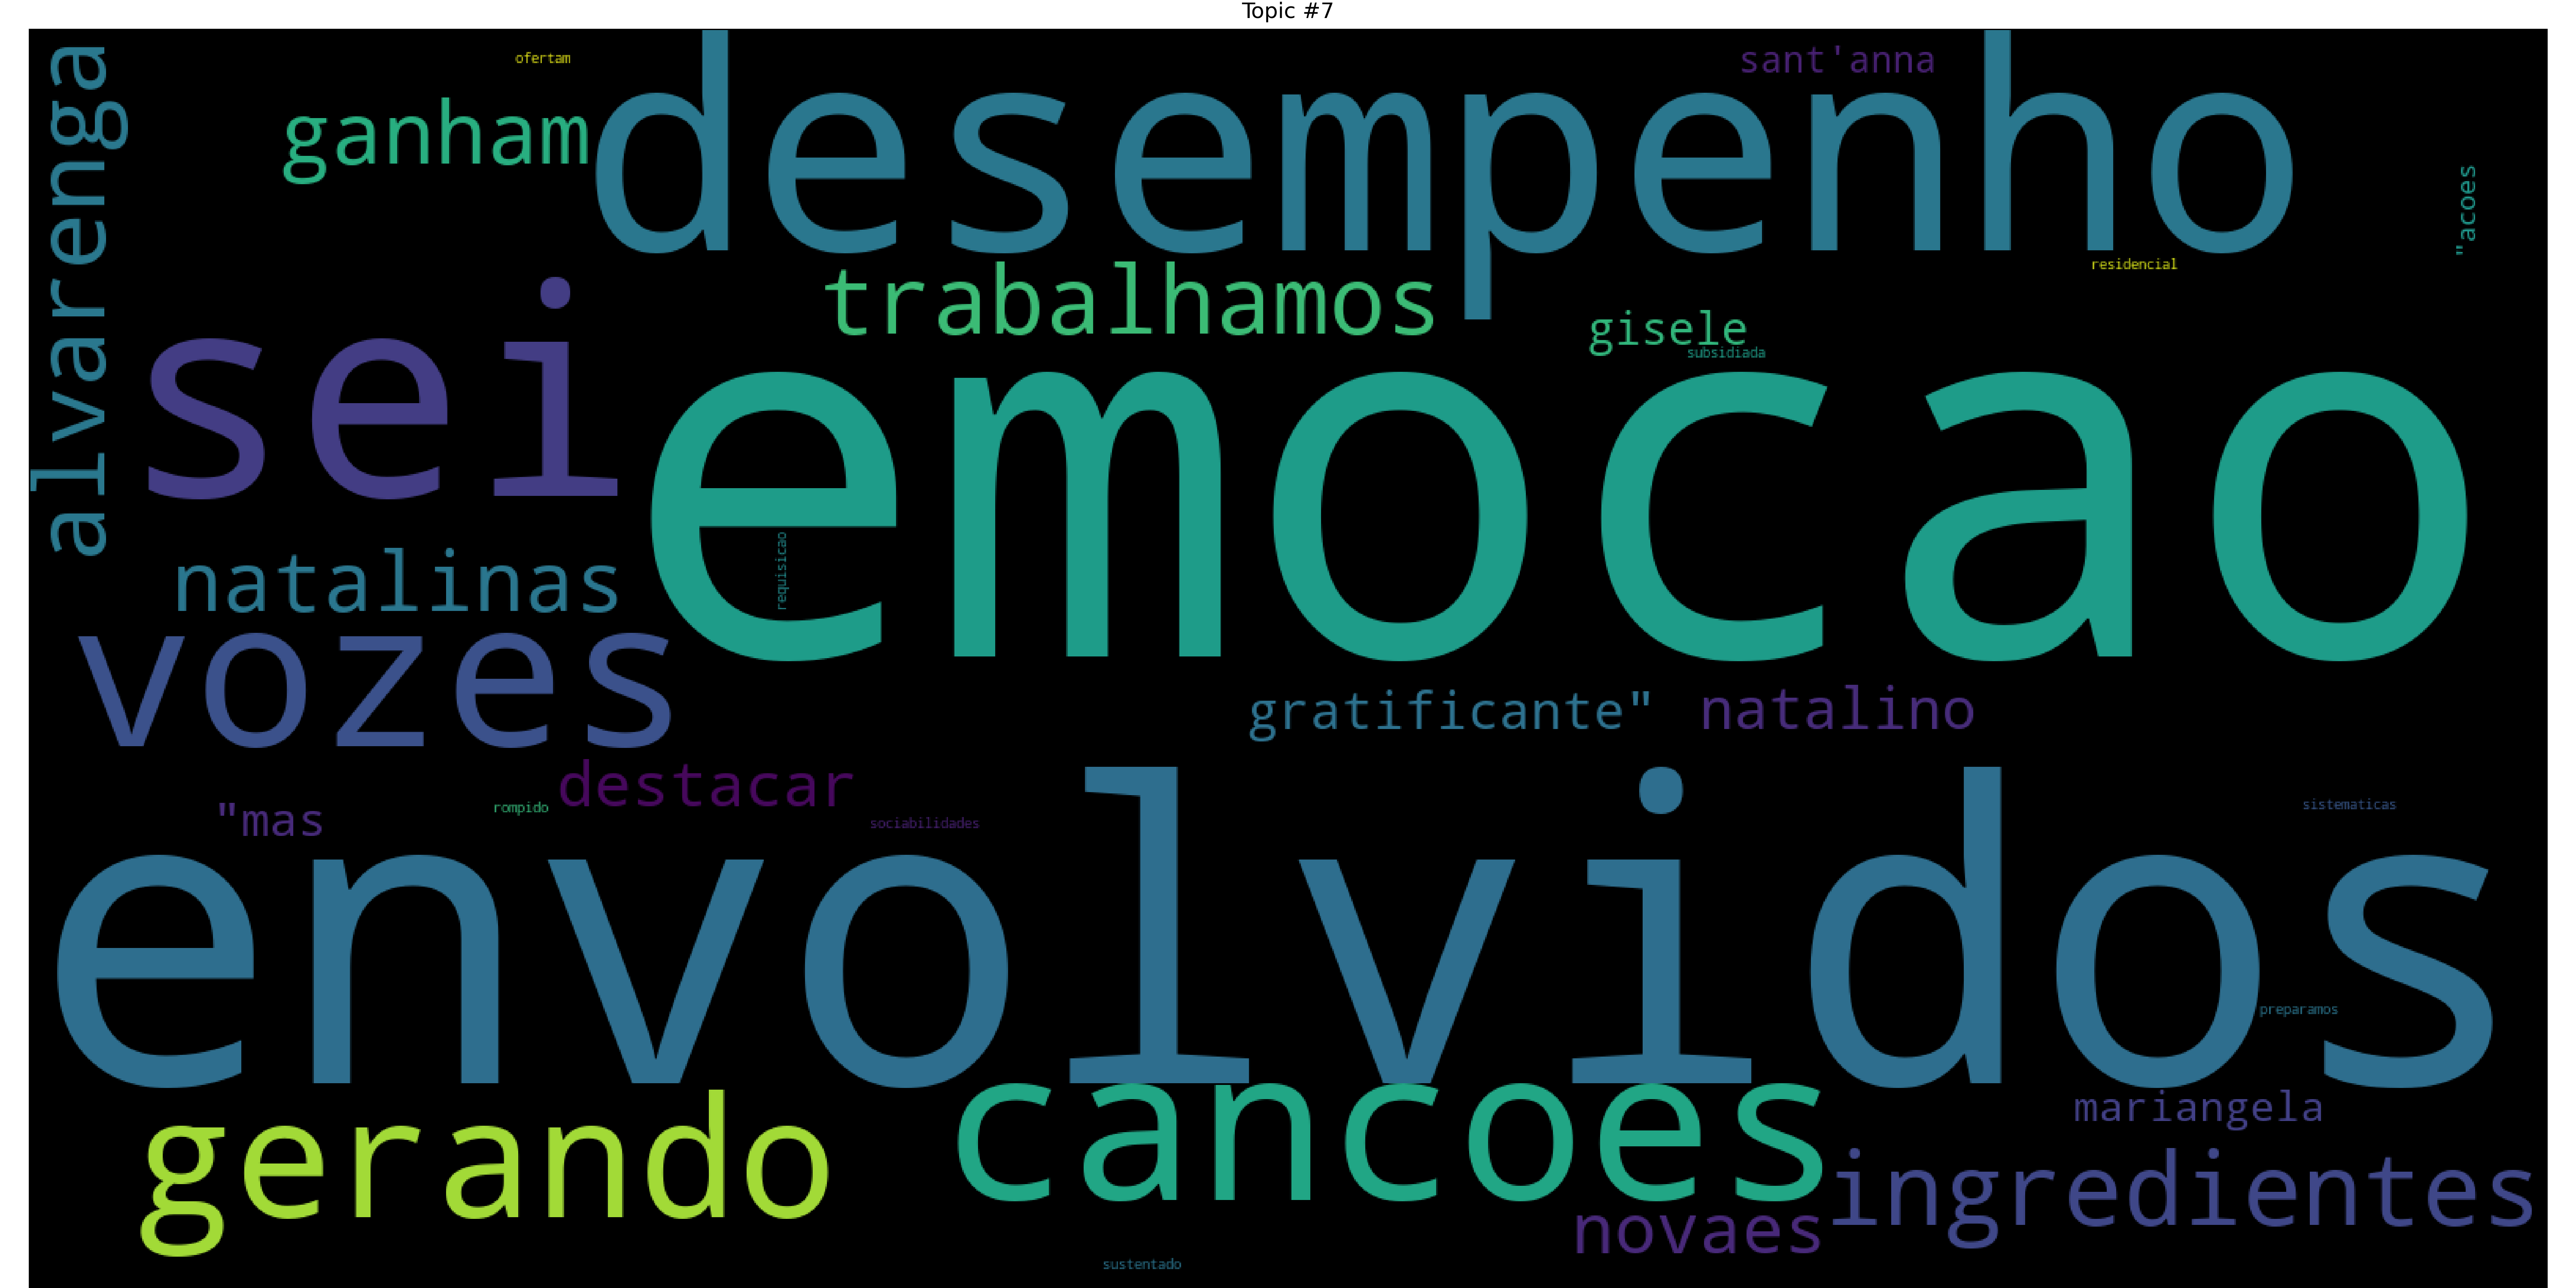 Topic #7
alvarenga
ofertam
ganham
desempenho
sant'anna
"acoes
residencial
trabalhamos
gisele
subsidiada
sei
emocao
requisicao
natalinas
vozes
gratificante"
natalino
destacar
"mas
rompido
sociabilidades
sistematicas
envolvidos
preparamos
gerando
cancoes
mariangela
ingredientes
novaes
sustentado